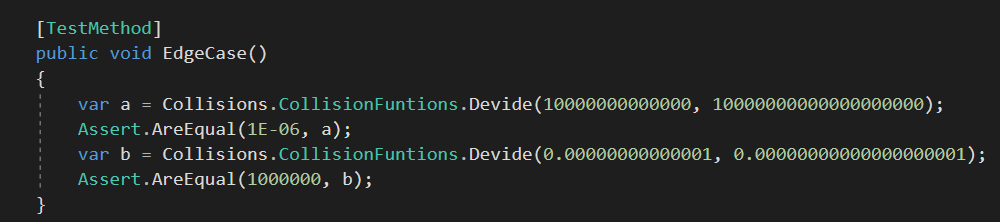 [TestMethod]
public void EdgeCase()
{
var a = Collisions.CollisionFuntions.Devide(10000000000000, 10000000000000000000);
Assert.AreEqual(1E-06, a);
var b = Collisions.CollisionFuntions.Devide(0.00000000000001, 0.00000000000000000001);
Assert.AreEqual(1000000, b);
}